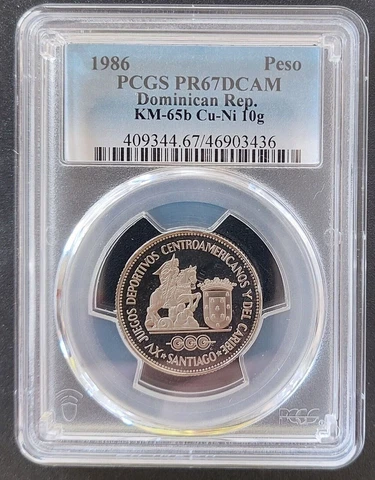 1986 Peso
PCGS PR67DCAM
Dominican Rep.
KM-65b Cu-Ni 10g
409344.67/46903436
XV JUEGOS DEPORTIVOS CENTROAMERICANOS Y DEL CARIBE
★SANTIAGO★
PCGS